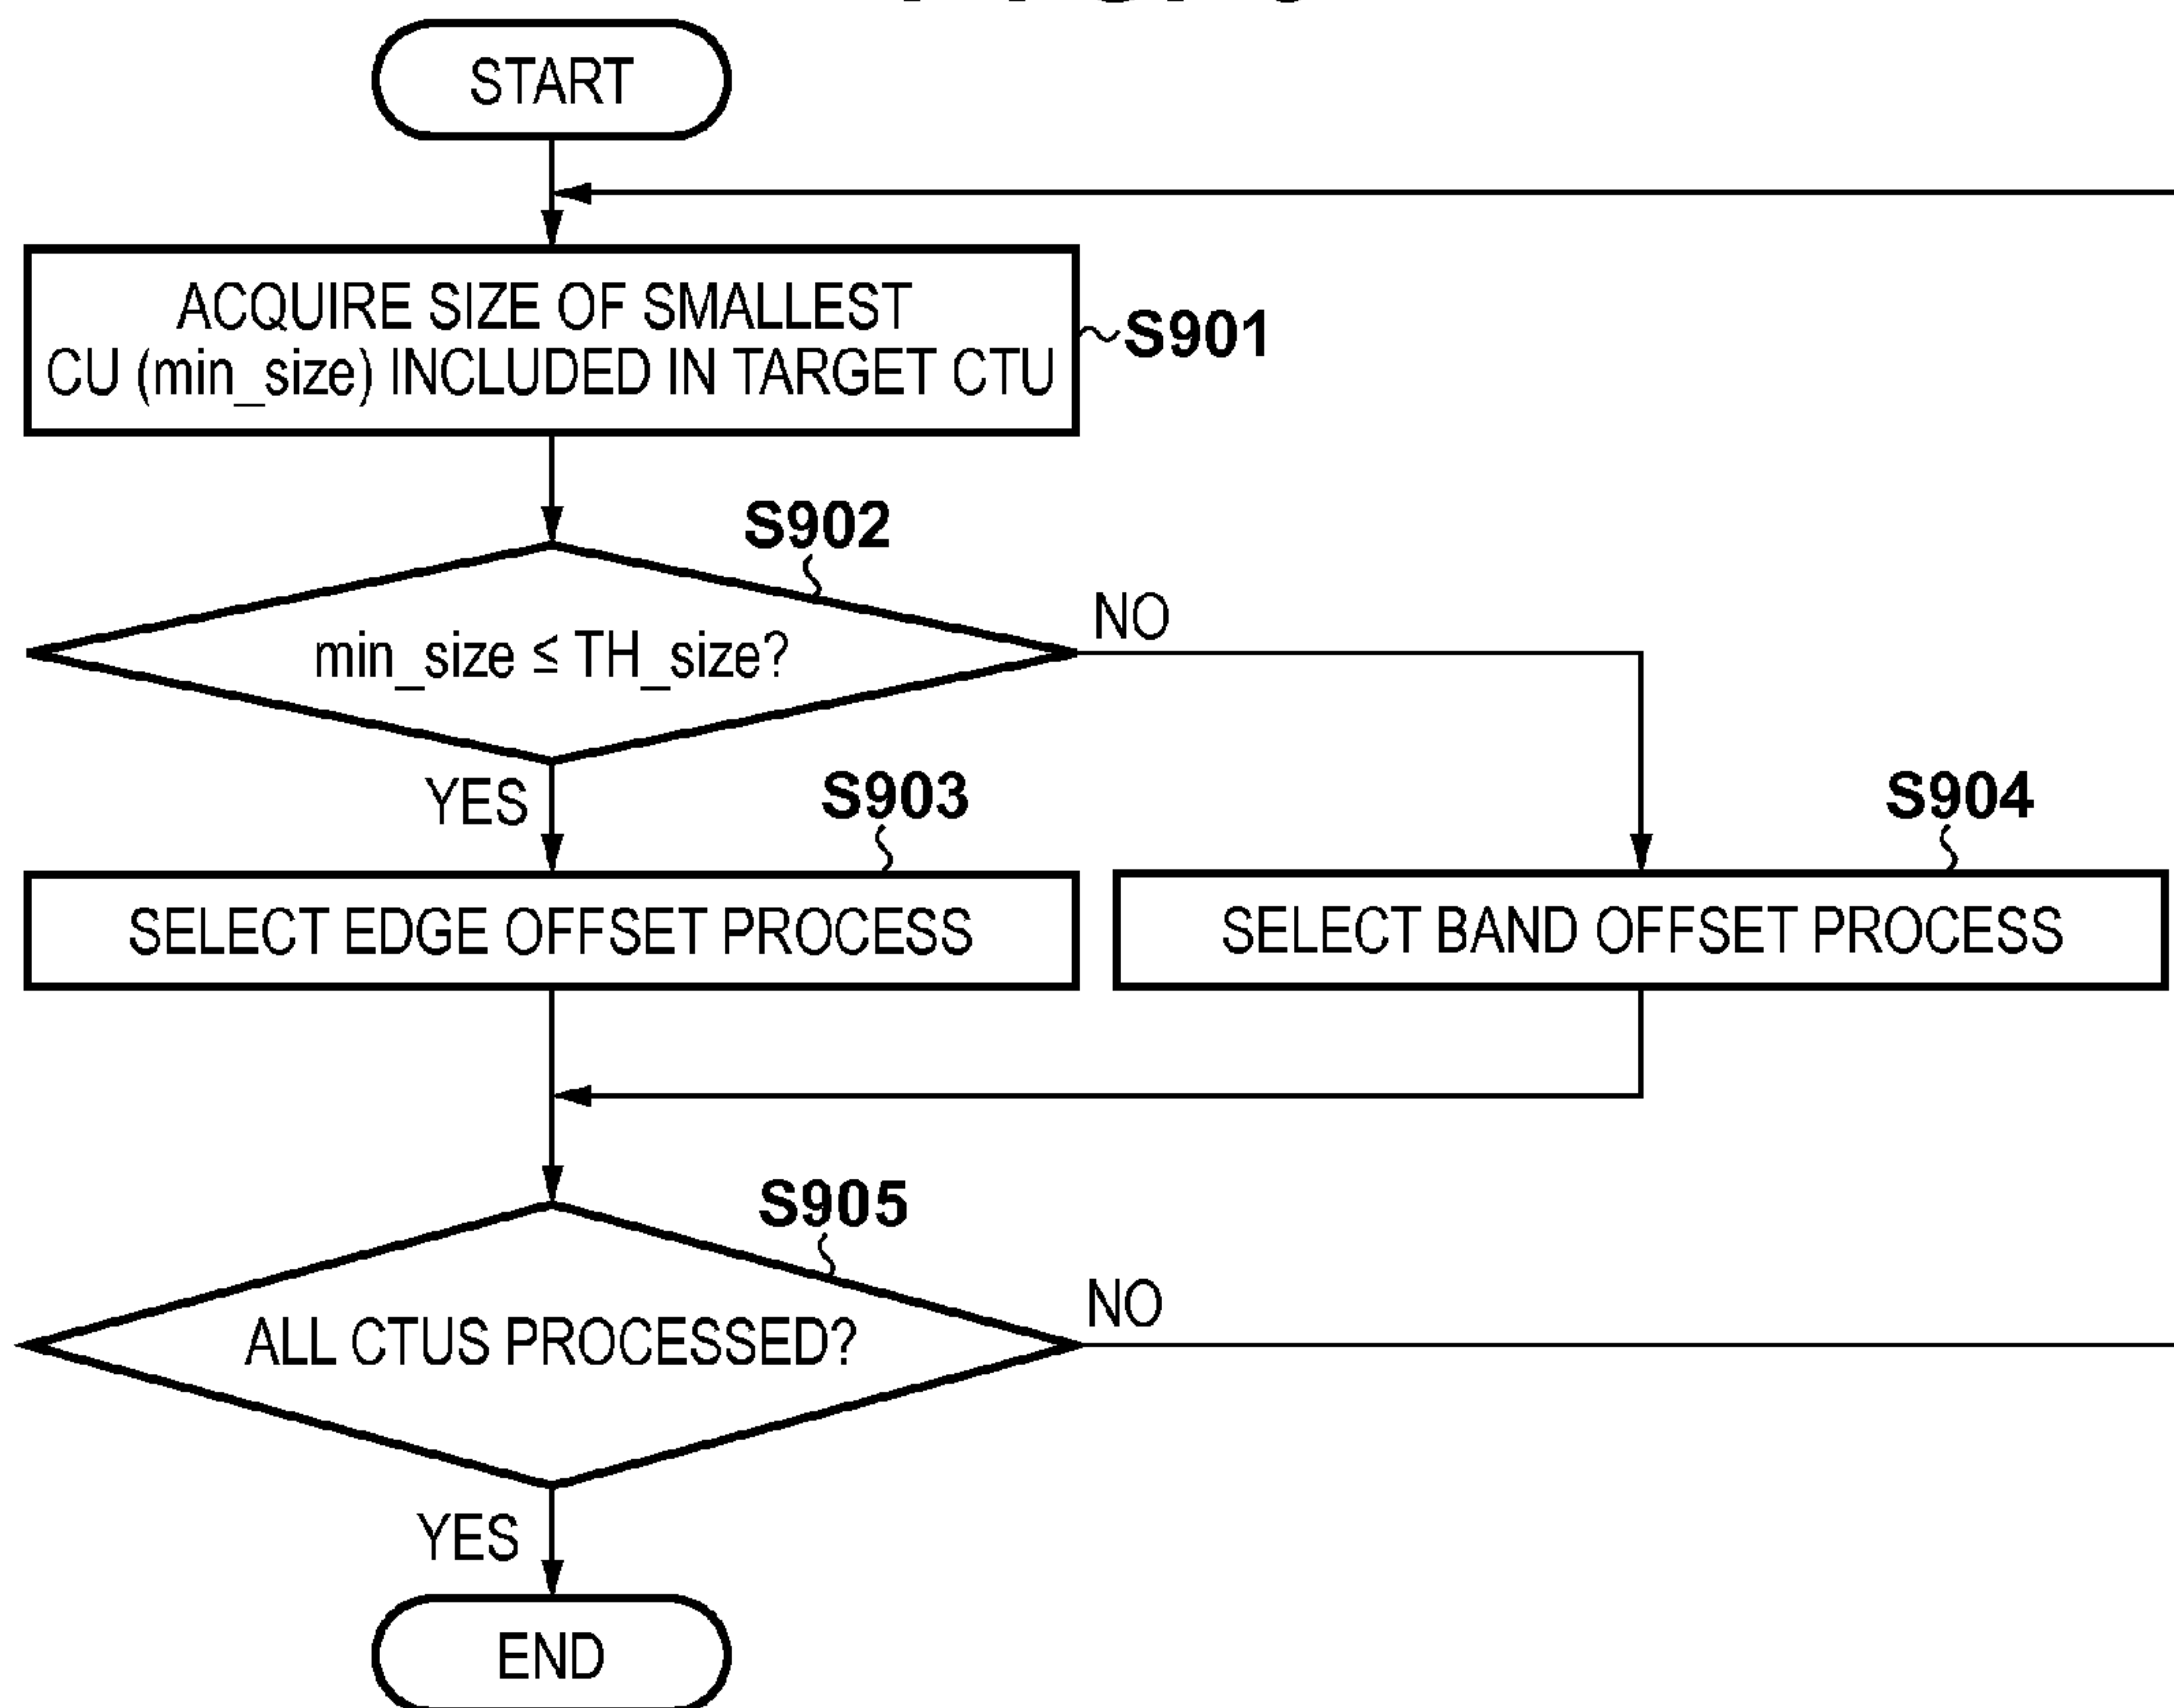 START
ACQUIRE SIZE OF SMALLEST
CU (min_size) INCLUDED IN TARGET CTU
S901
S902
min_size ≤ TH_size?
NO
YES
S903
S904
SELECT EDGE OFFSET PROCESS
SELECT BAND OFFSET PROCESS
S905
ALL CTUS PROCESSED?
NO
YES
END